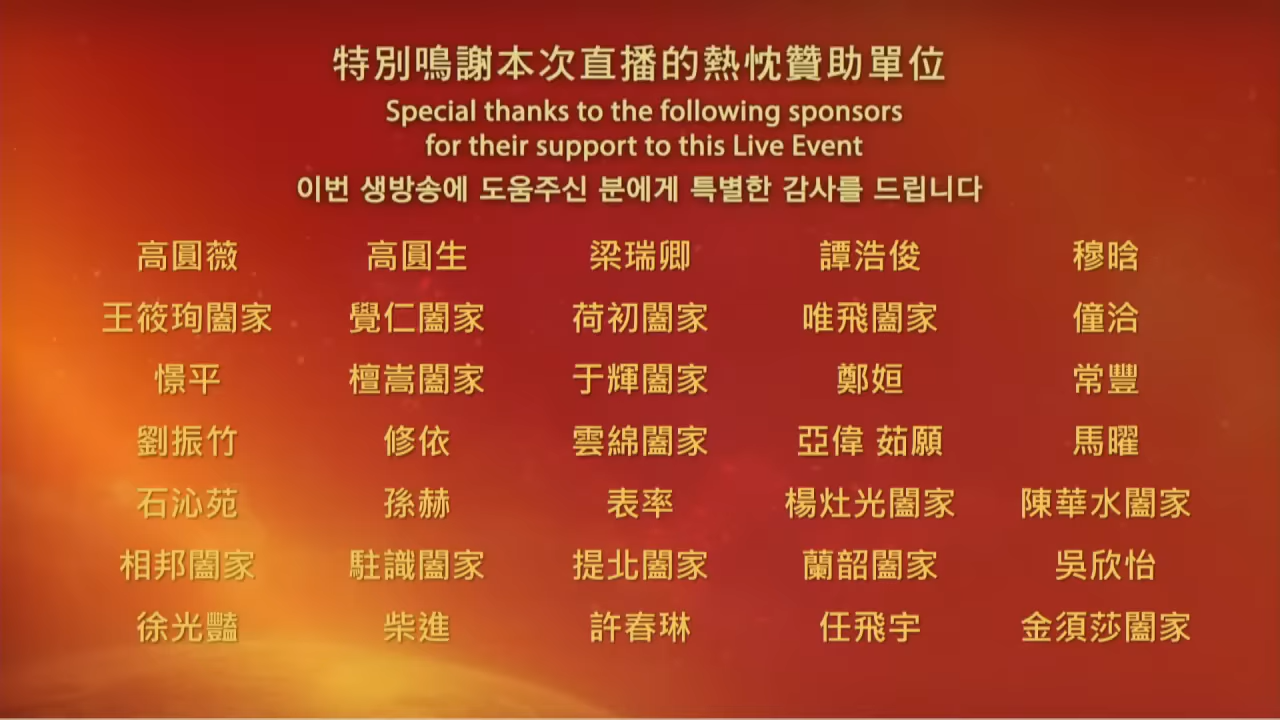 特別鳴謝本次直播的熱忱贊助單位
Special thanks to the following sponsors
for their support to this Live Event
이번 생방송에 도움주신 분에게 특별한 감사를 드립니다
高圓薇 高圓生 梁瑞卿 譚浩俊 穆晗
王筱珣闔家 覺仁闔家 荷初闔家 唯飛闔家 僮洽
憬平 檀嵩闔家 于輝闔家 鄭姮 常豐
劉振竹 修依 雲綿闔家 亞偉 茹願 馬曜
石沁苑 孫赫 表率 楊灶光闔家 陳華水闔家
相邦闔家 駐識闔家 提北闔家 蘭韶闔家 吳欣怡
徐光豔 柴進 許春琳 任飛宇 金須莎闔家